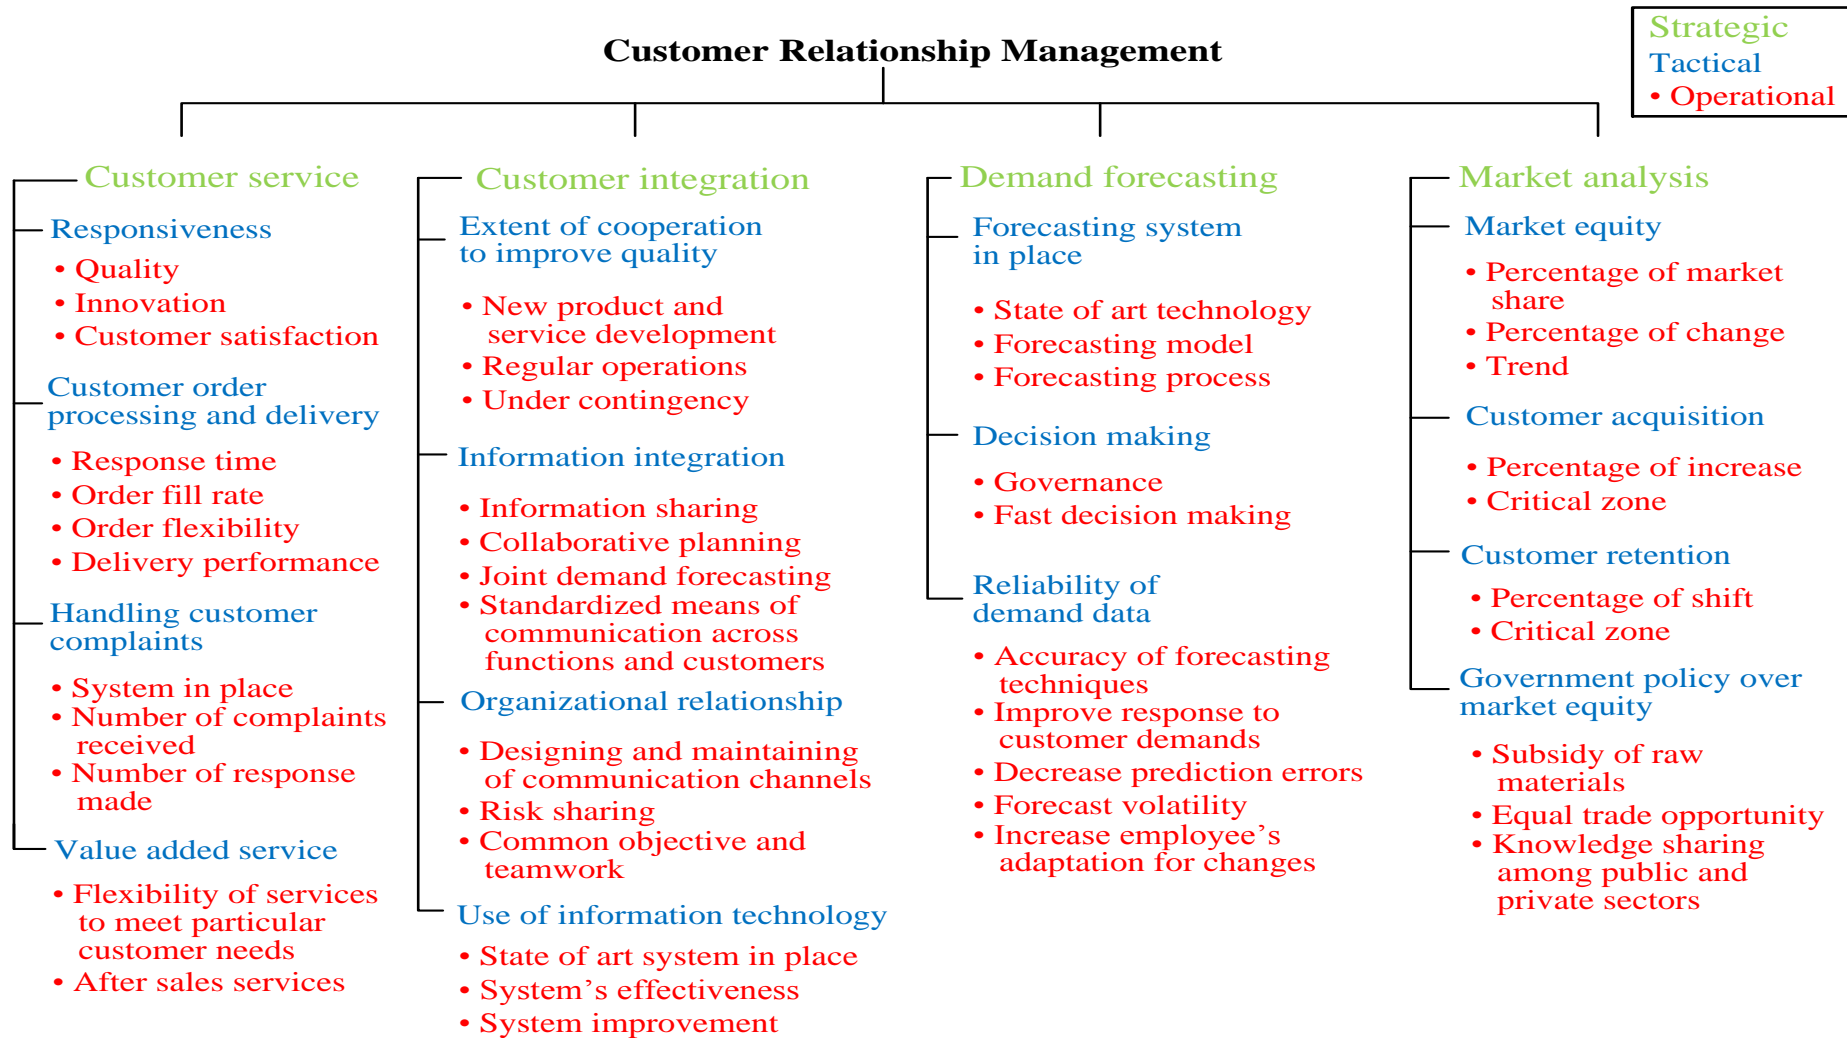 Customer Relationship Management
Strategic
Tactical
• Operational
Customer service
Responsiveness
• Quality
• Innovation
• Customer satisfaction
Customer order
processing and delivery
• Response time
• Order fill rate
• Order flexibility
• Delivery performance
Handling customer
complaints
• System in place
• Number of complaints
received
• Number of response
made
Value added service
• Flexibility of services
to meet particular
customer needs
• After sales services
Customer integration
Extent of cooperation
to improve quality
• New product and
service development
• Regular operations
• Under contingency
Information integration
• Information sharing
• Collaborative planning
• Joint demand forecasting
• Standardized means of
communication across
functions and customers
Organizational relationship
• Designing and maintaining
of communication channels
• Risk sharing
• Common objective and
teamwork
Use of information technology
• State of art system in place
• System’s effectiveness
• System improvement
Demand forecasting
Forecasting system
in place
• State of art technology
• Forecasting model
• Forecasting process
Decision making
• Governance
• Fast decision making
Reliability of
demand data
• Accuracy of forecasting
techniques
• Improve response to
customer demands
• Decrease prediction errors
• Forecast volatility
• Increase employee’s
adaptation for changes
Market analysis
Market equity
• Percentage of market
share
• Percentage of change
• Trend
Customer acquisition
• Percentage of increase
• Critical zone
Customer retention
• Percentage of shift
• Critical zone
Government policy over
market equity
• Subsidy of raw
materials
• Equal trade opportunity
• Knowledge sharing
among public and
private sectors